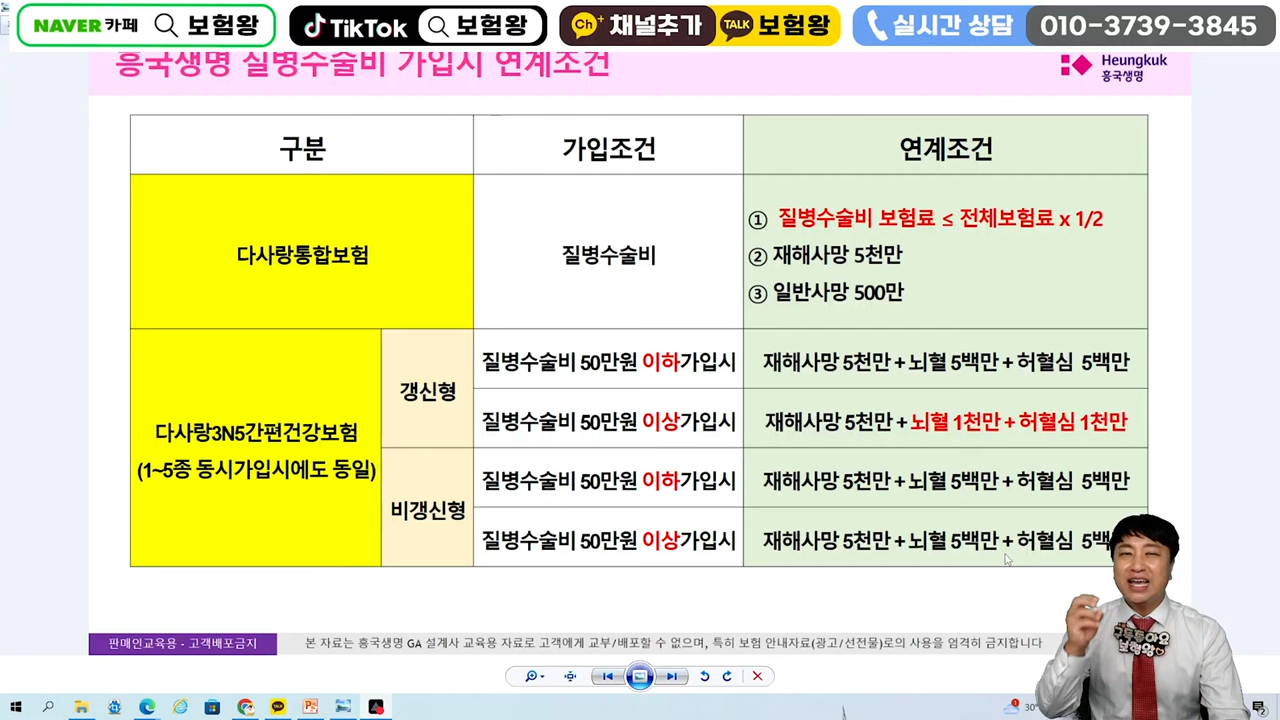 NAVER 카페 보험왕
TikTok 보험왕
Ch+ 채널추가 TALK 보험왕
실시간 상담 010-3739-3845
흥국생명 질병수술비 가입시 연계조건
Heungkuk
흥국생명
구분 가입조건 연계조건
다사랑통합보험
질병수술비
① 질병수술비 보험료 ≤ 전체보험료 x 1/2
② 재해사망 5천만
③ 일반사망 500만
다사랑3N5간편건강보험
(1~5종 동시가입시에도 동일)
갱신형
질병수술비 50만원 이하가입시 재해사망 5천만 + 뇌혈 5백만 + 허혈심 5백만
질병수술비 50만원 이상가입시 재해사망 5천만 + 뇌혈 1천만 + 허혈심 1천만
비갱신형
질병수술비 50만원 이하가입시 재해사망 5천만 + 뇌혈 5백만 + 허혈심 5백만
질병수술비 50만원 이상가입시 재해사망 5천만 + 뇌혈 5백만 + 허혈심 5백
구독좋아요
보험왕
판매인교육용 - 고객배포금지
본 자료는 흥국생명 GA 설계사 교육용 자료로 고객에게 교부/배포할 수 없으며, 특히 보험 안내자료(광고/선전물)로의 사용을 엄격히 금지합니다
30°